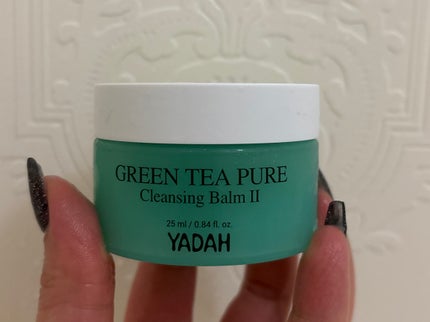 GREEN TEA PURE
Cleansing Balm II
25 ml / 0.84 fl. oz.
YADAH